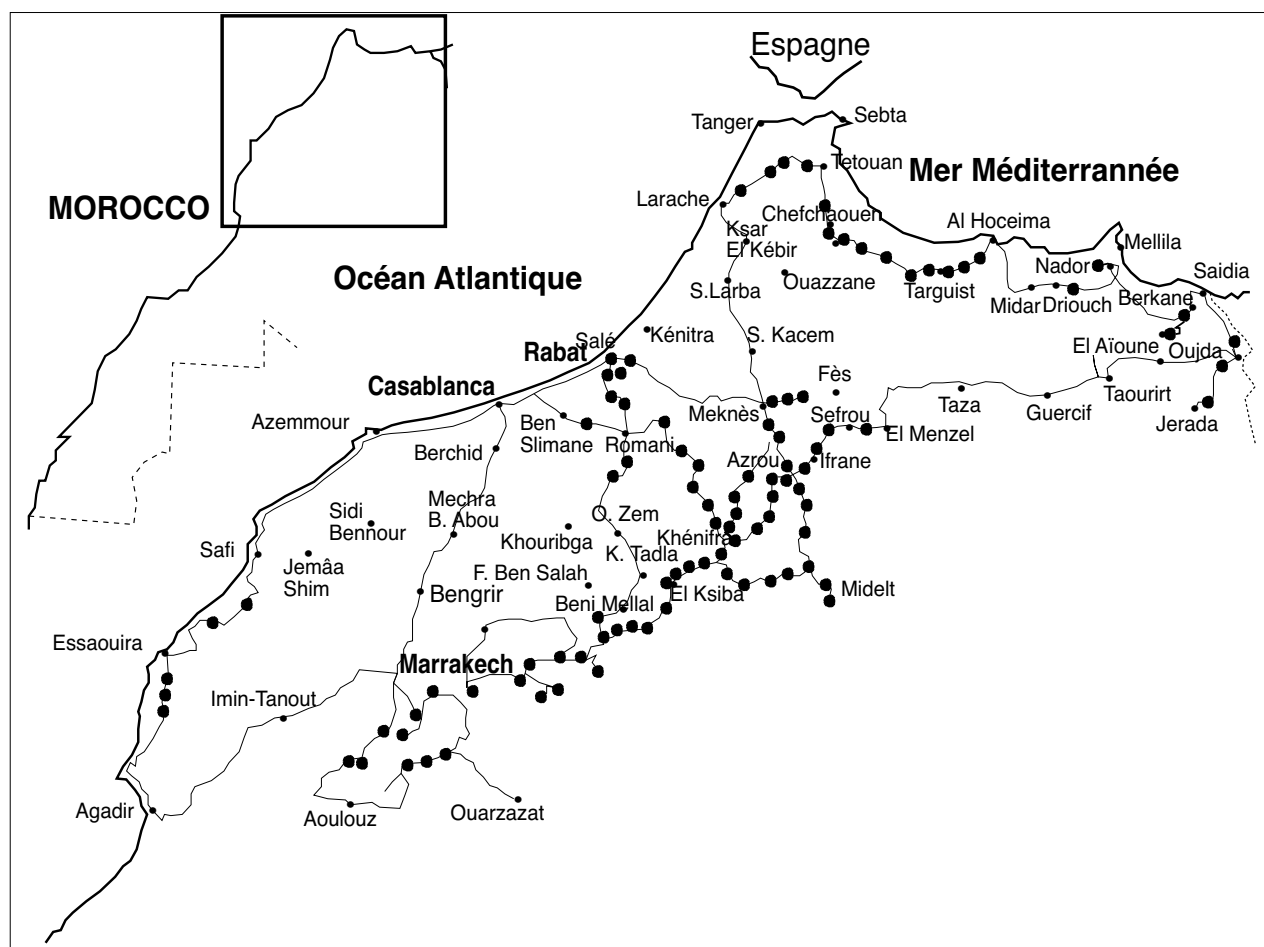 Espagne
Tanger
Sebta
Tetouan
Mer Méditerrannée
MOROCCO
Larache
Chefchaouen
Al Hoceima
Ksar
El Kébir
Mellila
Océan Atlantique
Nador
Saidia
Ouazzane
S.Larba
Targuist
Midar
Driouch
Berkane
Kénitra
Salé
S. Kacem
Rabat
El Aïoune
Oujda
Casablanca
Fès
Taourirt
Meknès
Taza
Guercif
Azemmour
Ben
Slimane
Sefrou
Jerada
Romani
El Menzel
Berchid
Azrou
Ifrane
Mechra
B. Abou
Sidi
Bennour
O. Zem
Khouribga
Khénifra
Safi
Jemâa
Shim
K. Tadla
F. Ben Salah
El Ksiba
Midelt
Bengrir
Beni Mellal
Essaouira
Marrakech
Imin-Tanout
Agadir
Aoulouz
Ouarzazat